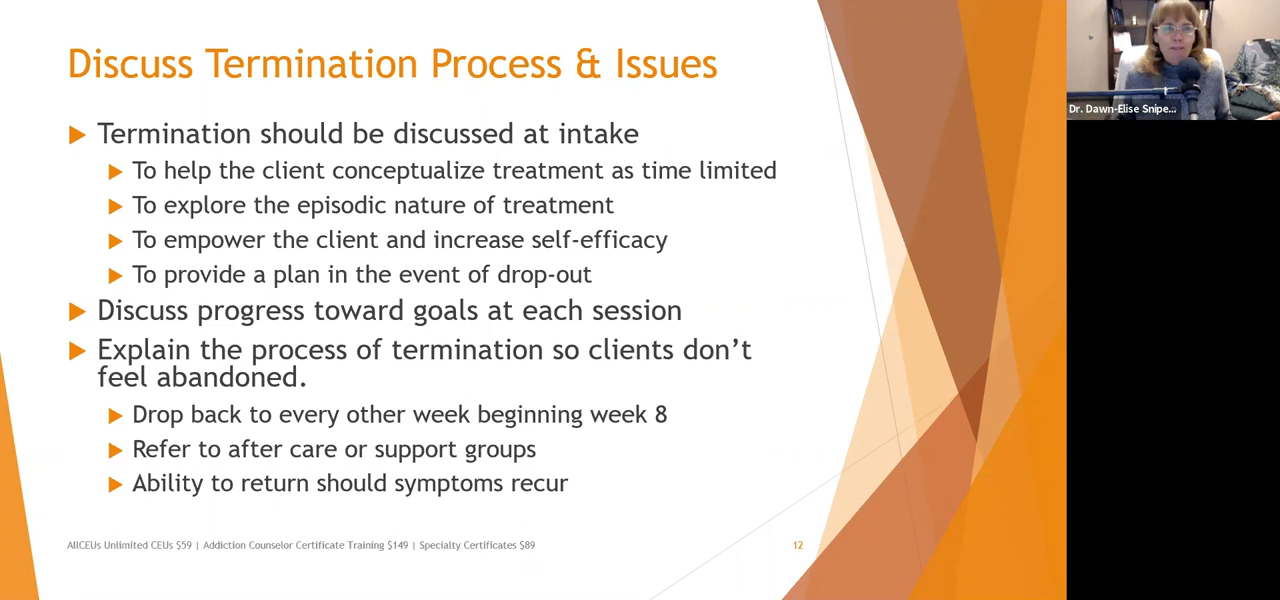 Discuss Termination Process & Issues
Termination should be discussed at intake
To help the client conceptualize treatment as time limited
To explore the episodic nature of treatment
To empower the client and increase self-efficacy
To provide a plan in the event of drop-out
Discuss progress toward goals at each session
Explain the process of termination so clients don’t
feel abandoned.
Drop back to every other week beginning week 8
Refer to after care or support groups
Ability to return should symptoms recur
AllCEUs Unlimited CEUs $59 | Addiction Counselor Certificate Training $149 | Specialty Certificates $89
12
Dr. Dawn-Elise Snipe...